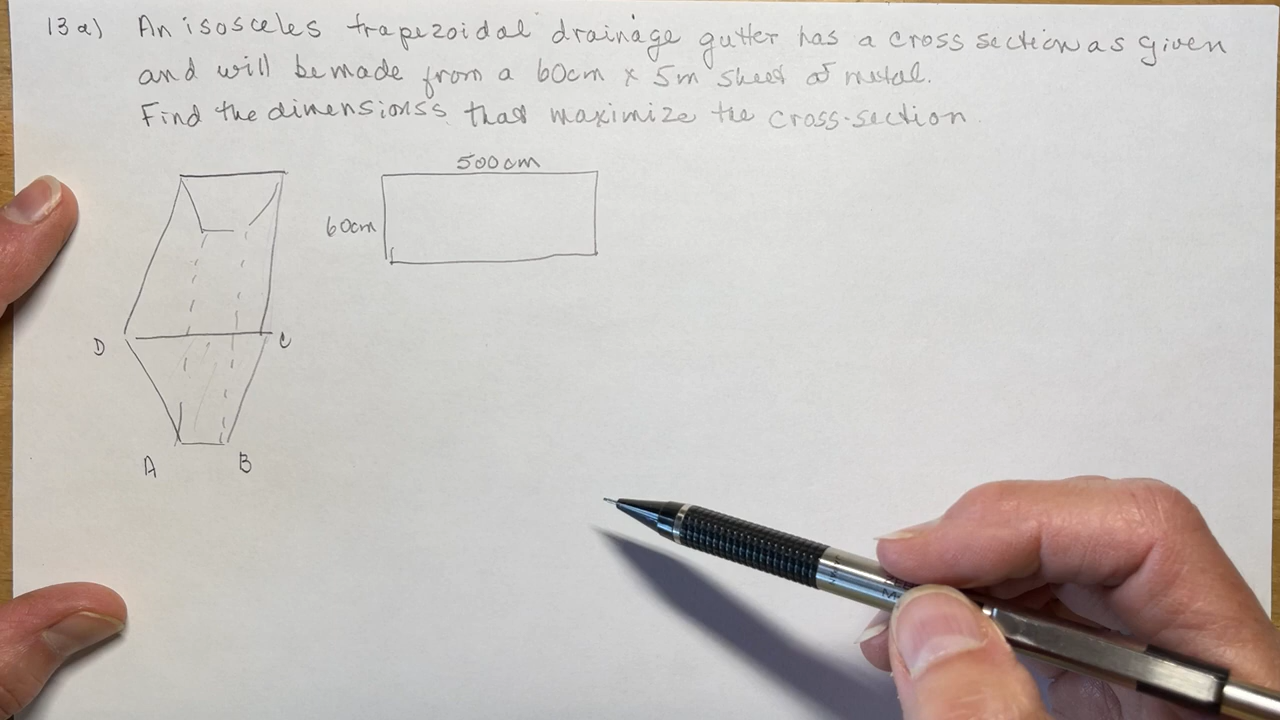 13 a) An isosceles trapezoidal drainage gutter has a cross section as given
and will be made from a 60cm x 5m sheet of metal.
Find the dimensionss that maximize the cross-section
500cm
60cm
D
C
A
B